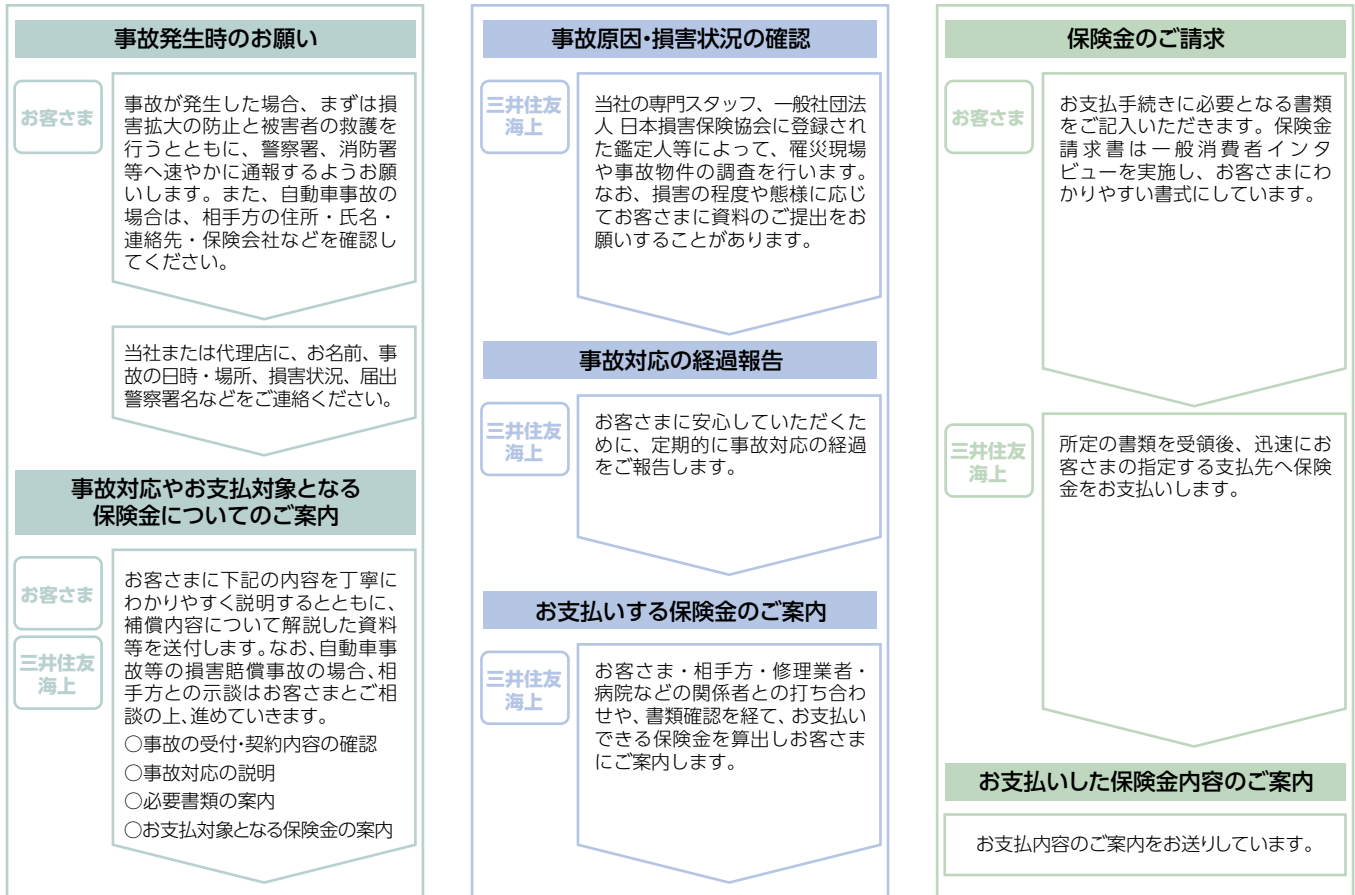 事故発生時のお願い
お客さま
事故が発生した場合、まずは損
害拡大の防止と被害者の救護を
行うとともに、警察署、消防署
等へ速やかに通報するようお願
いします。また、自動車事故の
場合は、相手方の住所・氏名・
連絡先・保険会社などを確認し
てください。
当社または代理店に、お名前、事
故の日時・場所、損害状況、届出
警察署名などをご連絡ください。
事故対応やお支払対象となる
保険金についてのご案内
お客さま
三井住友
海上
お客さまに下記の内容を丁寧に
わかりやすく説明するとともに、
補償内容について解説した資料
等を送付します。なお、自動車事
故等の損害賠償事故の場合、相
手方との示談はお客さまとご相
談の上、進めていきます。
○事故の受付・契約内容の確認
○事故対応の説明
○必要書類の案内
○お支払対象となる保険金の案内
事故原因・損害状況の確認
三井住友
海上
当社の専門スタッフ、一般社団法
人 日本損害保険協会に登録され
た鑑定人等によって、罹災現場
や事故物件の調査を行います。
なお、損害の程度や態様に応じ
てお客さまに資料のご提出をお
願いすることがあります。
事故対応の経過報告
三井住友
海上
お客さまに安心していただくた
めに、定期的に事故対応の経過
をご報告します。
お支払いする保険金のご案内
三井住友
海上
お客さま・相手方・修理業者・
病院などの関係者との打ち合わ
せや、書類確認を経て、お支払い
できる保険金を算出しお客さま
にご案内します。
保険金のご請求
お客さま
お支払手続きに必要となる書類
をご記入いただきます。保険金
請求書は一般消費者インタ
ビューを実施し、お客さまにわ
かりやすい書式にしています。
三井住友
海上
所定の書類を受領後、迅速にお
客さまの指定する支払先へ保険
金をお支払いします。
お支払いした保険金内容のご案内
お支払内容のご案内をお送りしています。